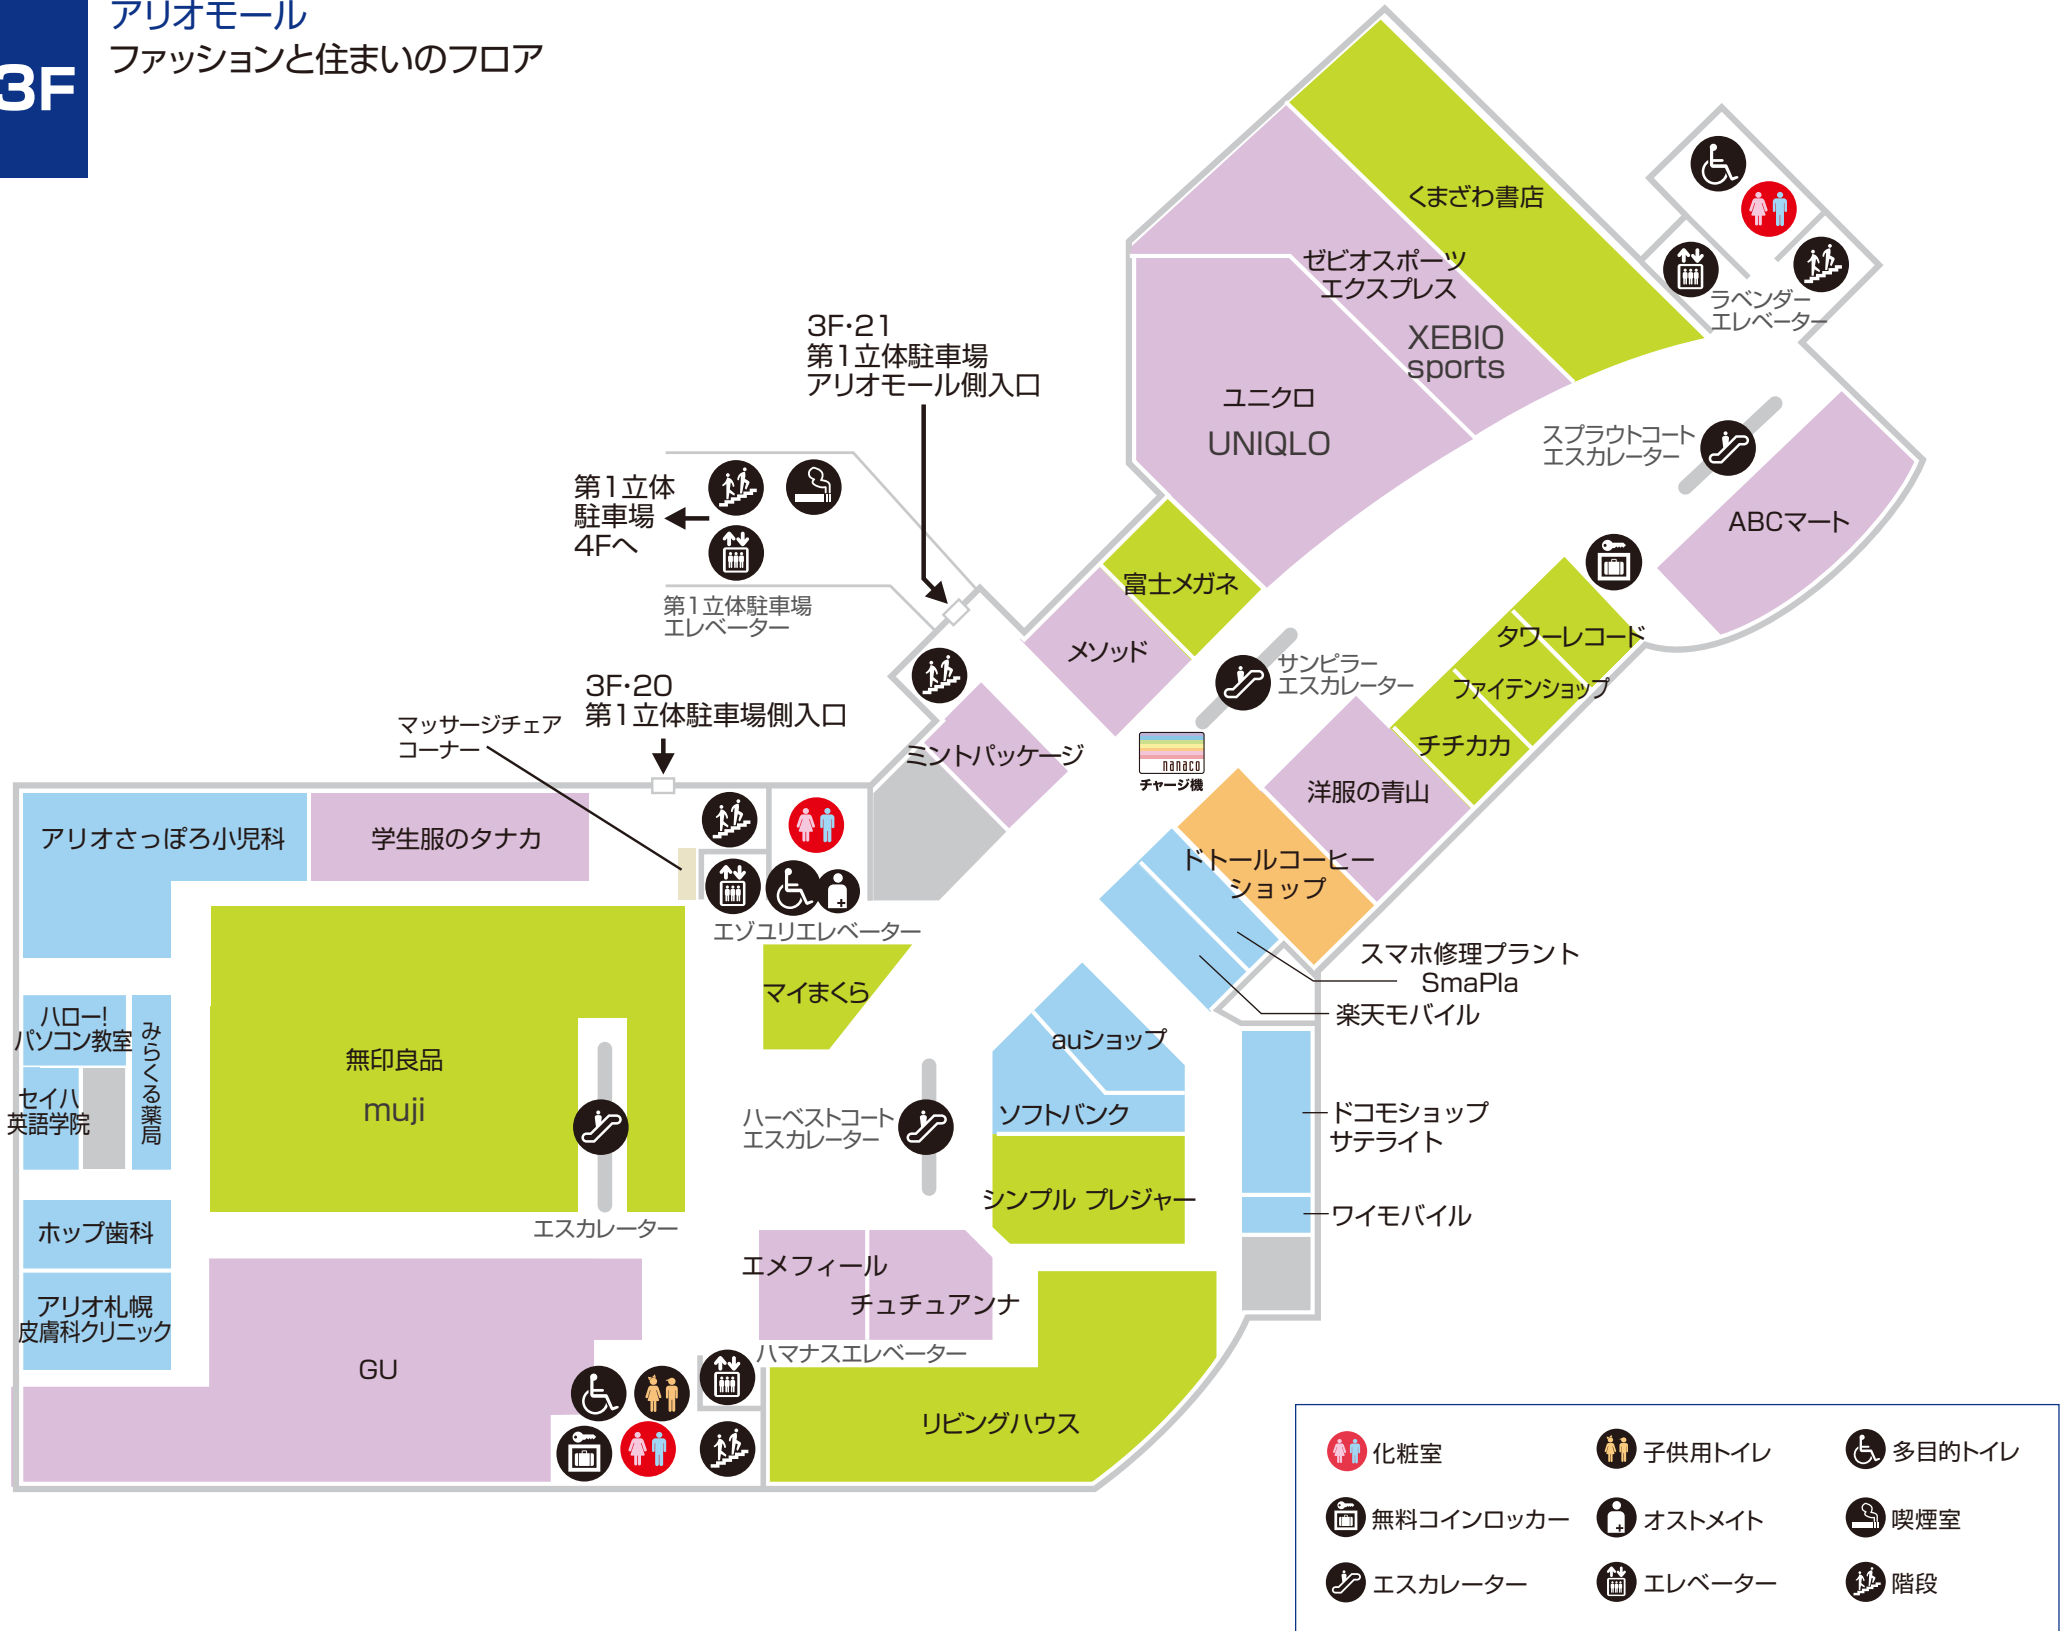 3F
アリオモール
ファッションと住まいのフロア
くまざわ書店
ゼビオスポーツ
エクスプレス
XEBIO
sports
ラベンダー
エレベーター
3F・21
第1立体駐車場
アリオモール側入口
ユニクロ
UNIQLO
スプラウトコート
エスカレーター
ABCマート
第1立体
駐車場
4Fへ
第1立体駐車場
エレベーター
富士メガネ
メソッド
タワーレコード
ファイテンショップ
チチカカ
サンピラー
エスカレーター
3F・20
第1立体駐車場側入口
マッサージチェア
コーナー
ミントパッケージ
nanaco
チャージ機
洋服の青山
アリオさっぽろ小児科
学生服のタナカ
ドトールコーヒー
ショップ
エゾユリエレベーター
スマホ修理プラント
SmaPla
楽天モバイル
マイまくら
ハロー!
パソコン教室
みらくる薬局
無印良品
muji
auショップ
セイハ
英語学院
ハーベストコート
エスカレーター
ソフトバンク
ドコモショップ
サテライト
シンプル プレジャー
ワイモバイル
エスカレーター
ホップ歯科
エメフィール
チュチュアンナ
アリオ札幌
皮膚科クリニック
GU
ハマナスエレベーター
リビングハウス
化粧室
子供用トイレ
多目的トイレ
無料コインロッカー
オストメイト
喫煙室
エスカレーター
エレベーター
階段